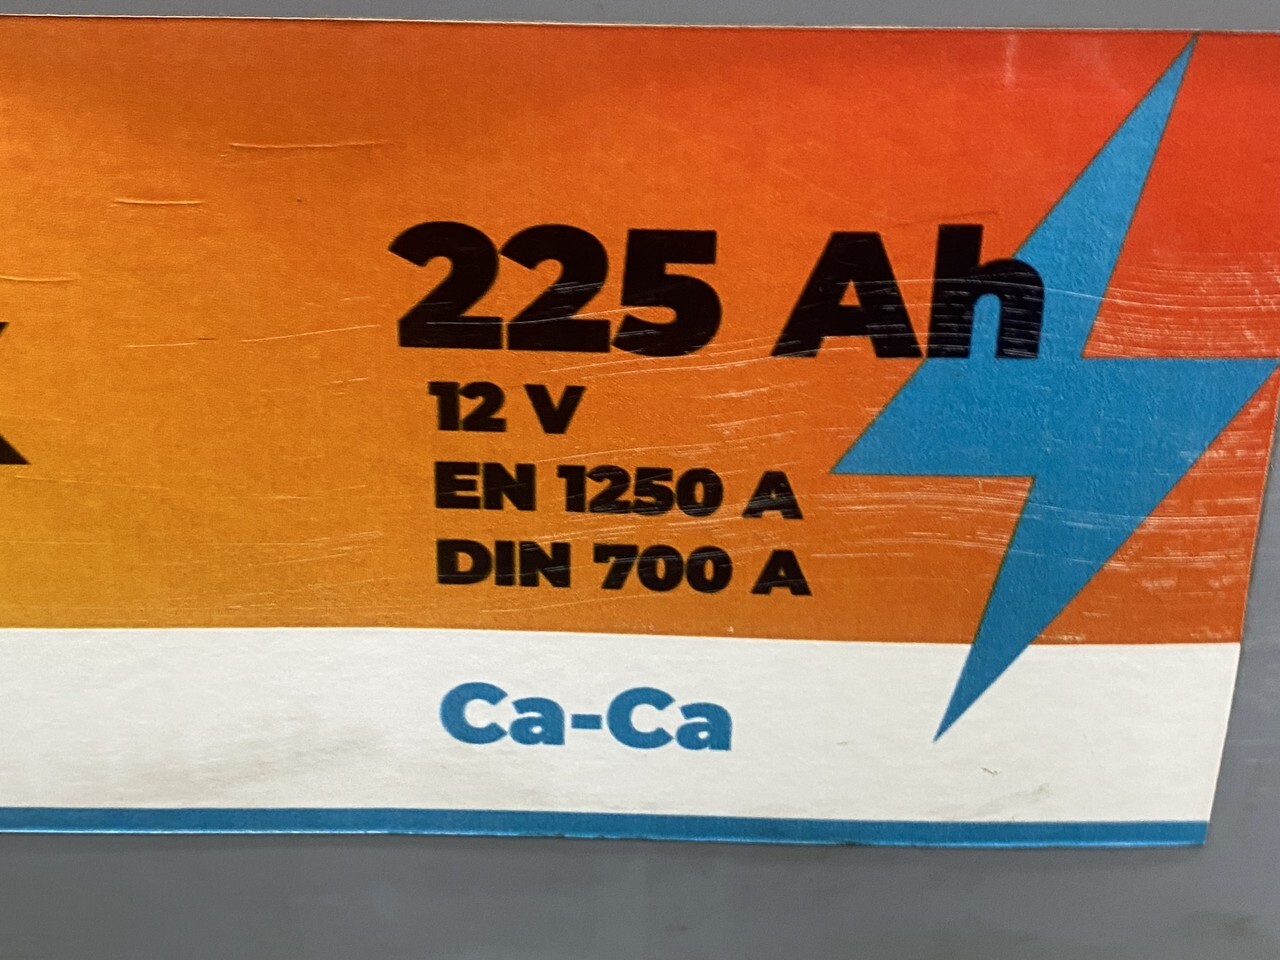 225 Ah
12 V
EN 1250 A
DIN 700 A
Ca-Ca